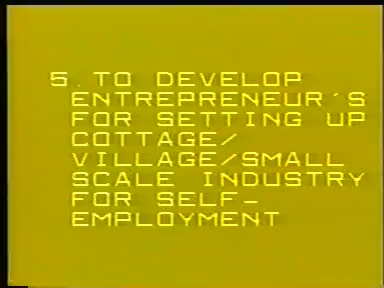 5. TO DEVELOP
ENTREPRENEUR'S
FOR SETTING UP
COTTAGE/
VILLAGE/SMALL
SCALE INDUSTRY
FOR SELF-
EMPLOYMENT